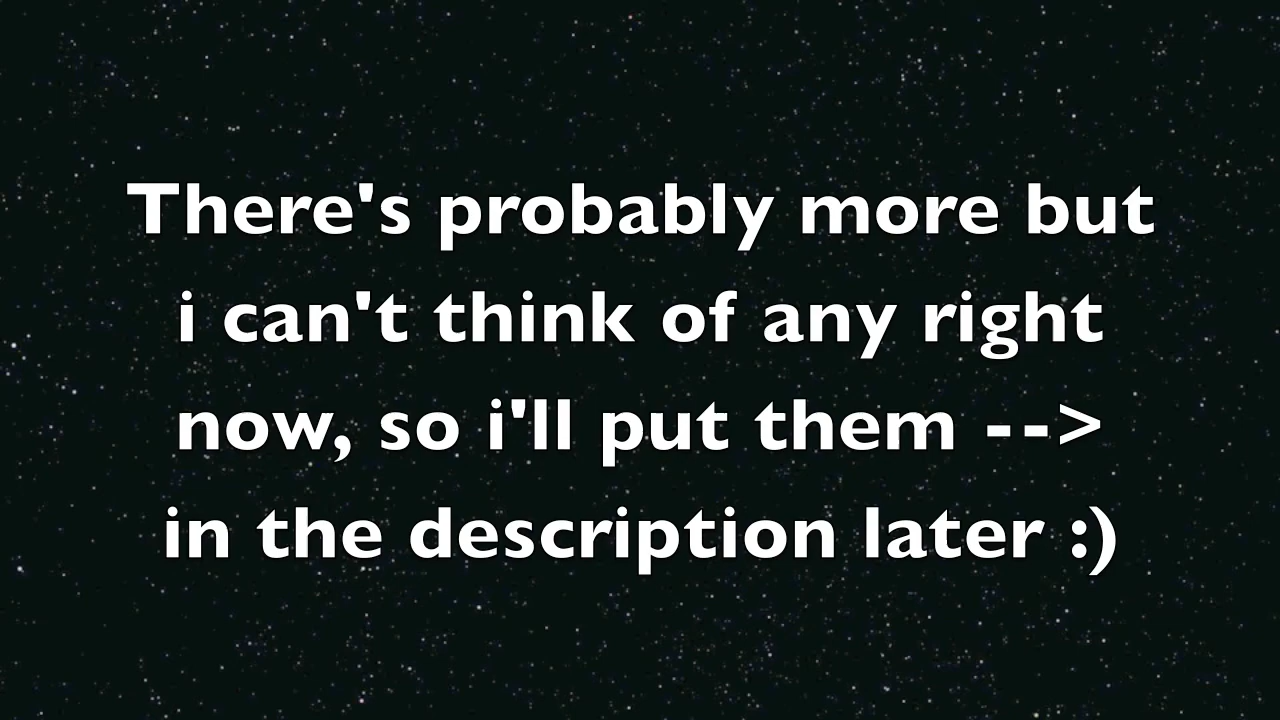 There's probably more but
i can't think of any right
now, so i'll put them -->
in the description later :)